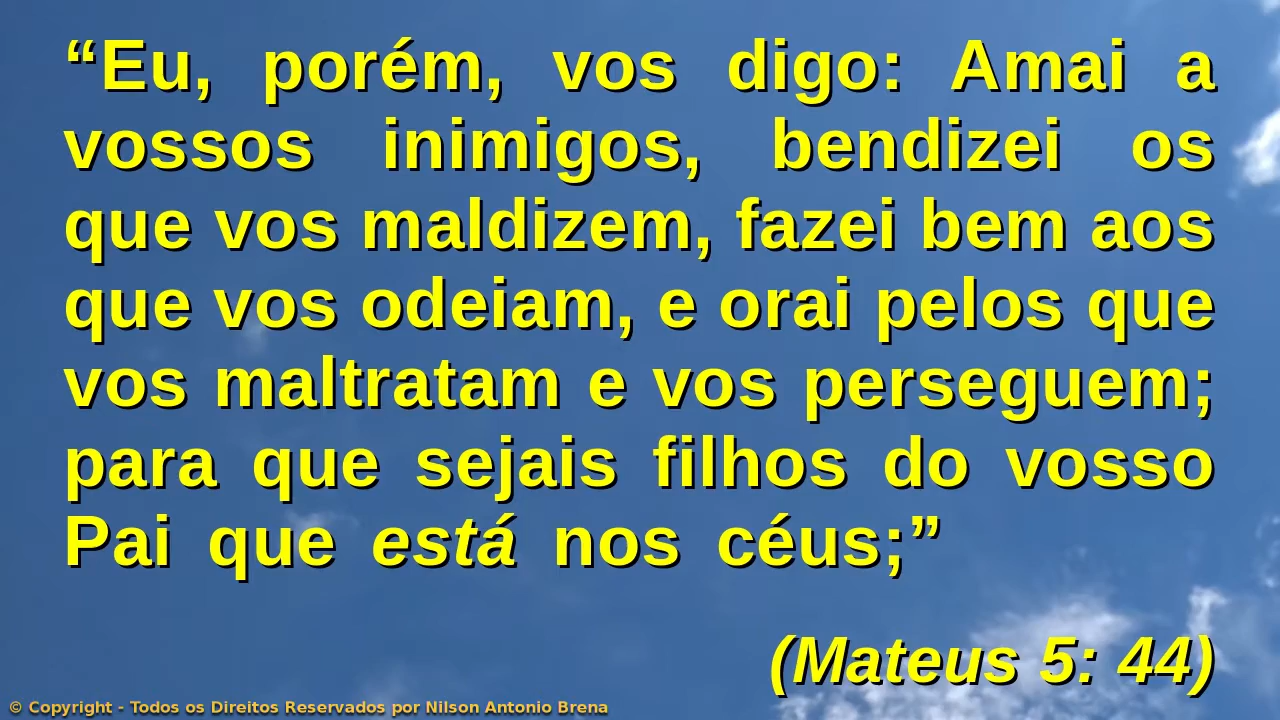 “Eu, porém, vos digo: Amai a
vossos inimigos, bendizei os
que vos maldizem, fazei bem aos
que vos odeiam, e orai pelos que
vos maltratam e vos perseguem;
para que sejais filhos do vosso
Pai que está nos céus;”
(Mateus 5: 44)
© Copyright - Todos os Direitos Reservados por Nilson Antonio Brena